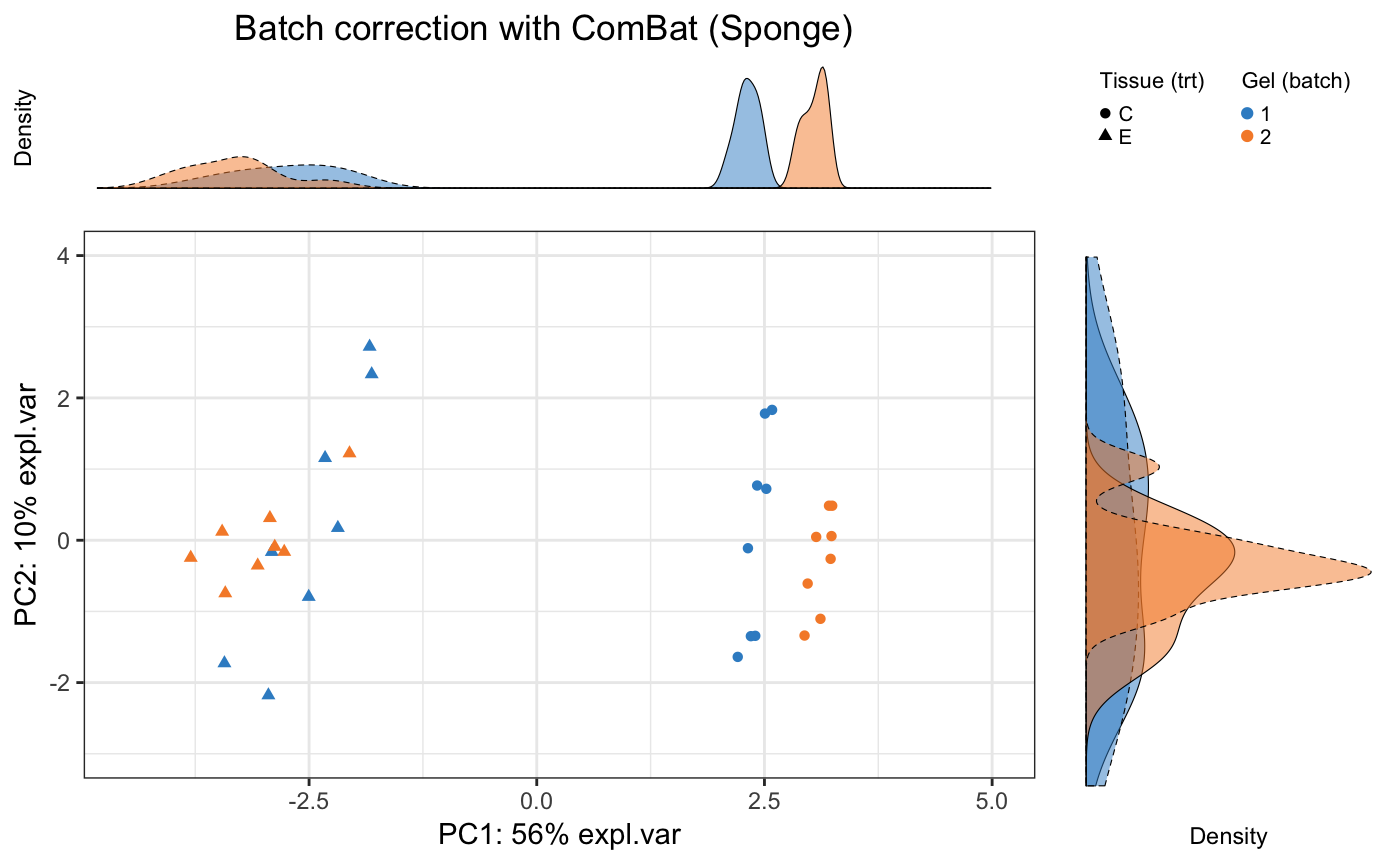 Batch correction with ComBat (Sponge)
Density
Tissue (trt)
C
E
Gel (batch)
1
2
PC2: 10% expl.var
4
2
0
-2
-2.5
0.0
2.5
5.0
PC1: 56% expl.var
Density